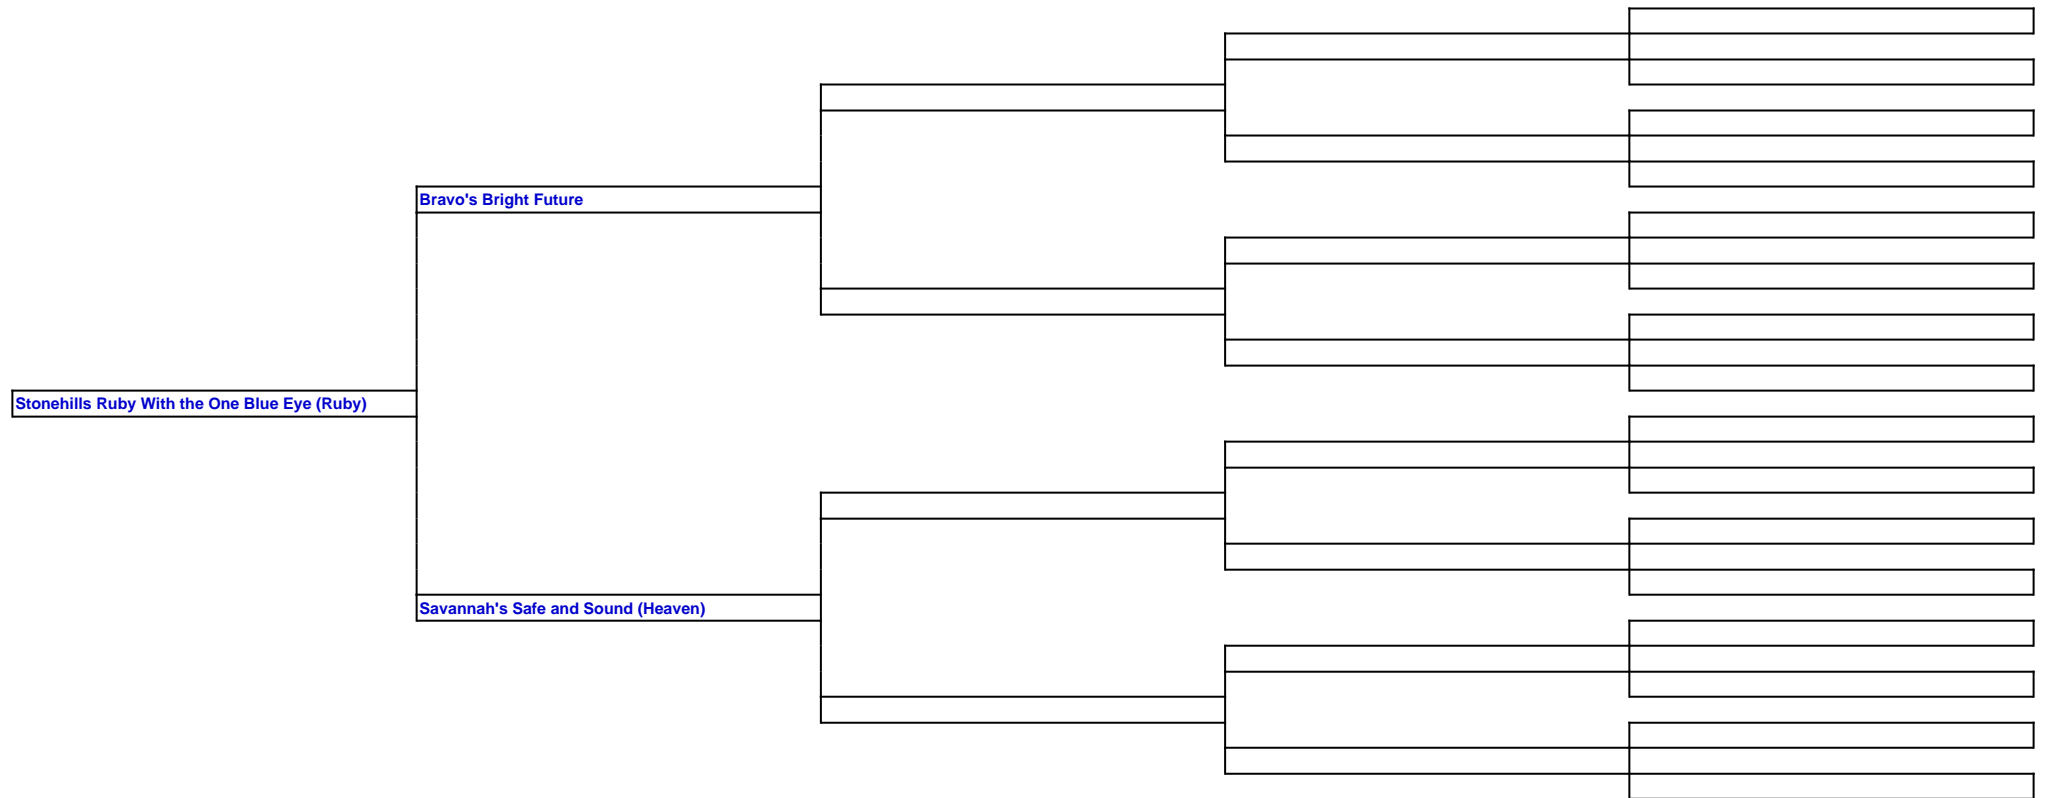 Bravo's Bright Future
Stonehills Ruby With the One Blue Eye (Ruby)
Savannah's Safe and Sound (Heaven)